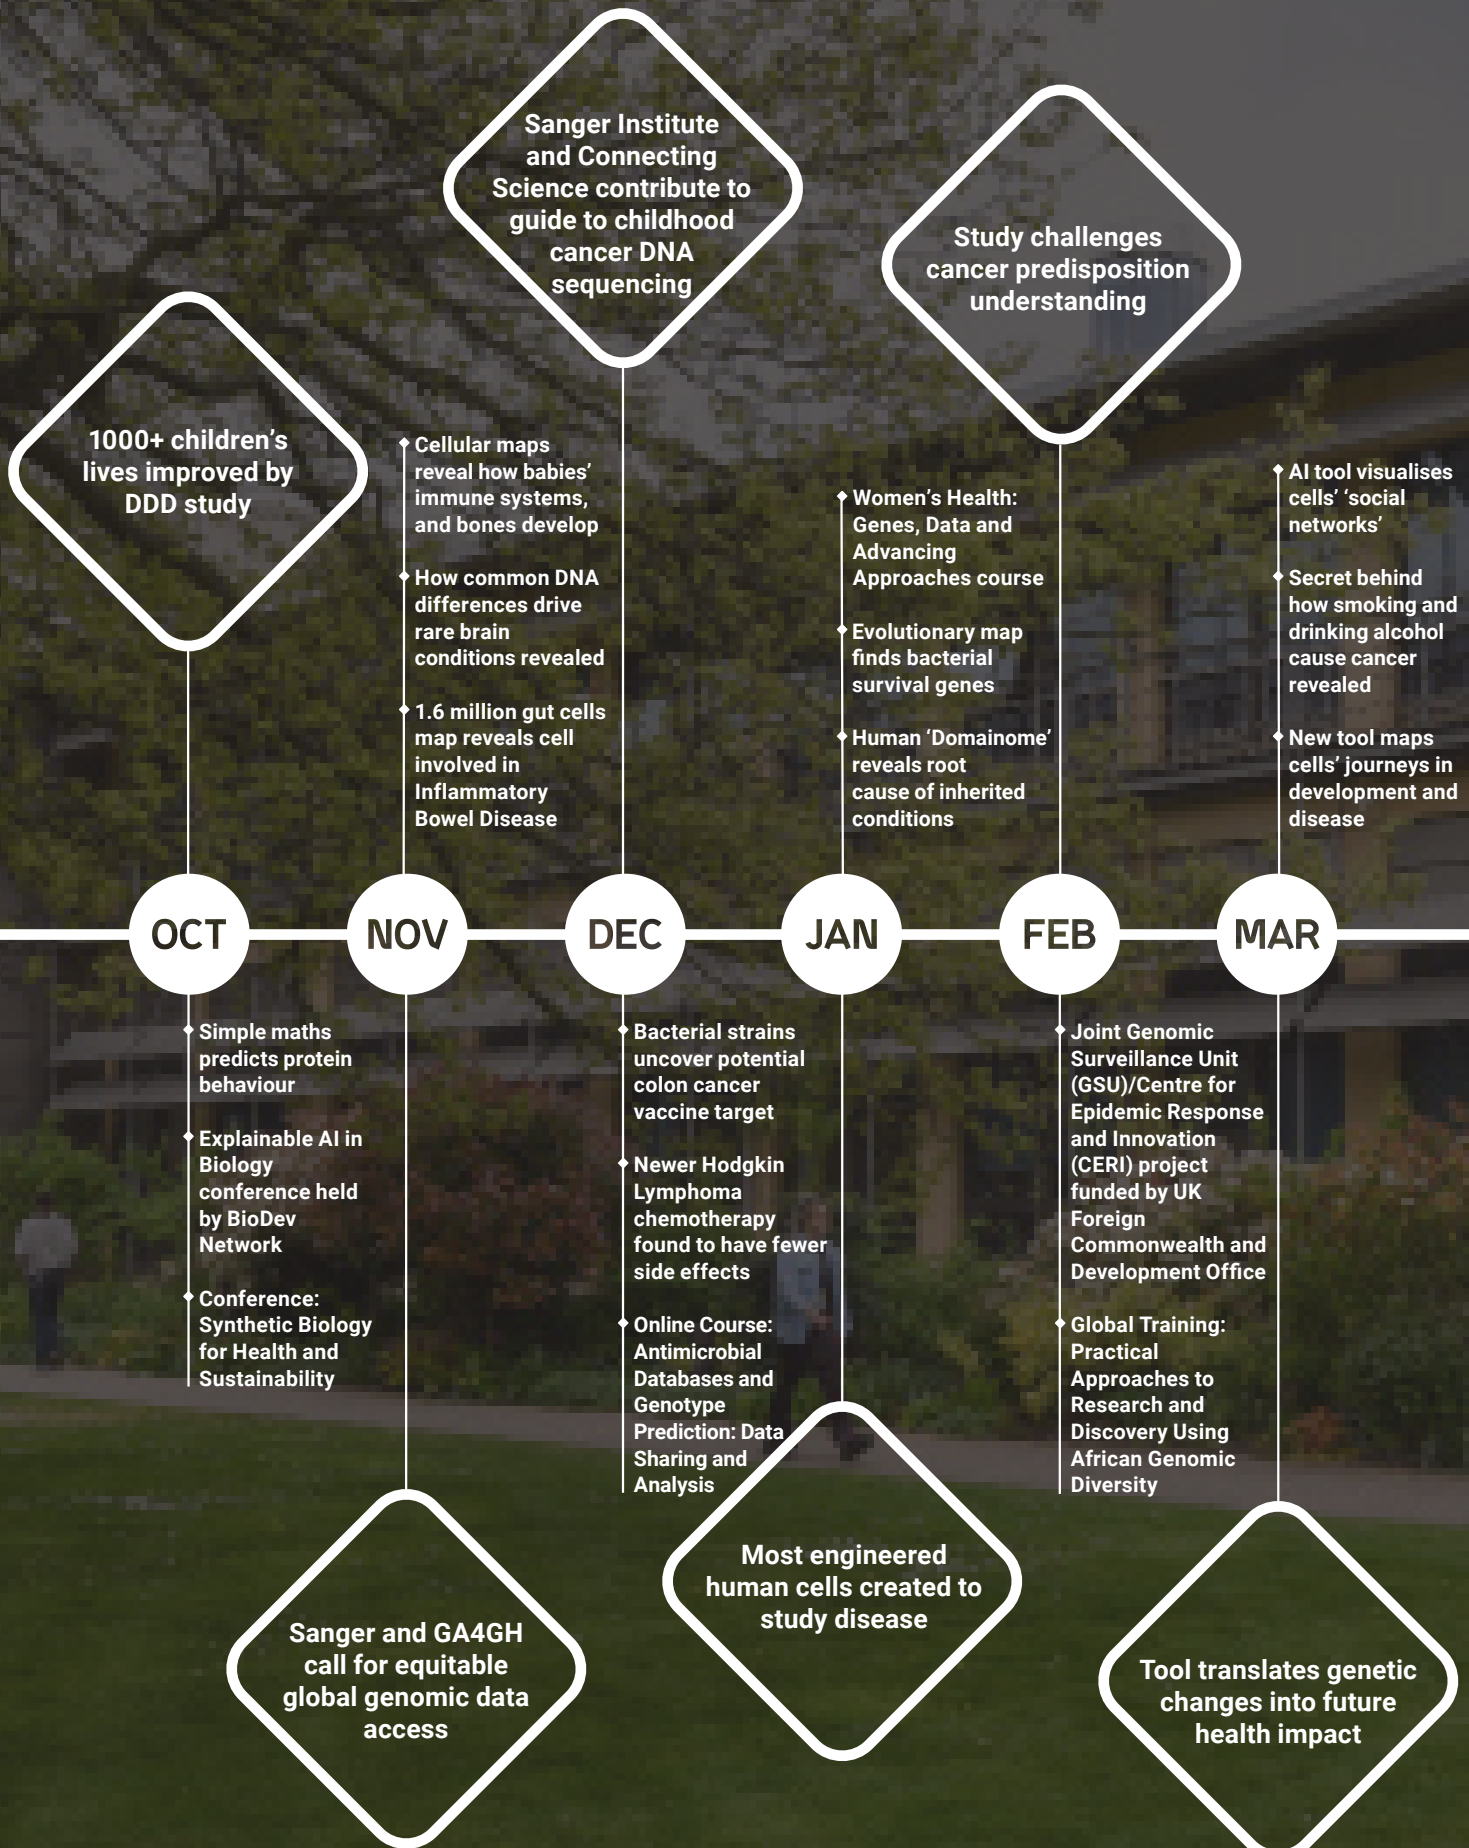 Sanger Institute
and Connecting
Science contribute to
guide to childhood
cancer DNA
sequencing
Study challenges
cancer predisposition
understanding
1000+ children’s
lives improved by
DDD study
Cellular maps
reveal how babies’
immune systems,
and bones develop
How common DNA
differences drive
rare brain
conditions revealed
1.6 million gut cells
map reveals cell
involved in
Inflammatory
Bowel Disease
Women’s Health:
Genes, Data and
Advancing
Approaches course
Evolutionary map
finds bacterial
survival genes
Human ‘Domainome’
reveals root
cause of inherited
conditions
AI tool visualises
cells’ ‘social
networks’
Secret behind
how smoking and
drinking alcohol
cause cancer
revealed
New tool maps
cells’ journeys in
development and
disease
OCT
NOV
DEC
JAN
FEB
MAR
Simple maths
predicts protein
behaviour
Explainable AI in
Biology
conference held
by BioDev
Network
Conference:
Synthetic Biology
for Health and
Sustainability
Bacterial strains
uncover potential
colon cancer
vaccine target
Newer Hodgkin
Lymphoma
chemotherapy
found to have fewer
side effects
Online Course:
Antimicrobial
Databases and
Genotype
Prediction: Data
Sharing and
Analysis
Joint Genomic
Surveillance Unit
(GSU)/Centre for
Epidemic Response
and Innovation
(CERI) project
funded by UK
Foreign
Commonwealth and
Development Office
Global Training:
Practical
Approaches to
Research and
Discovery Using
African Genomic
Diversity
Sanger and GA4GH
call for equitable
global genomic data
access
Most engineered
human cells created to
study disease
Tool translates genetic
changes into future
health impact